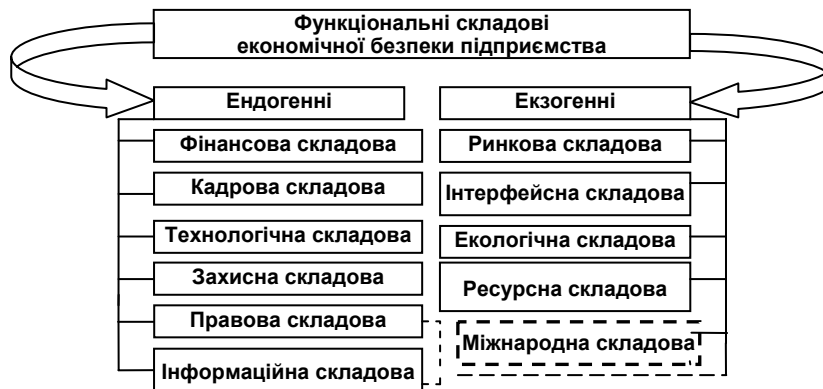 Функціональні складові
економічної безпеки підприємства
Ендогенні
Фінансова складова
Кадрова складова
Технологічна складова
Захисна складова
Правова складова
Інформаційна складова
Екзогенні
Ринкова складова
Інтерфейсна складова
Екологічна складова
Ресурсна складова
Міжнародна складова